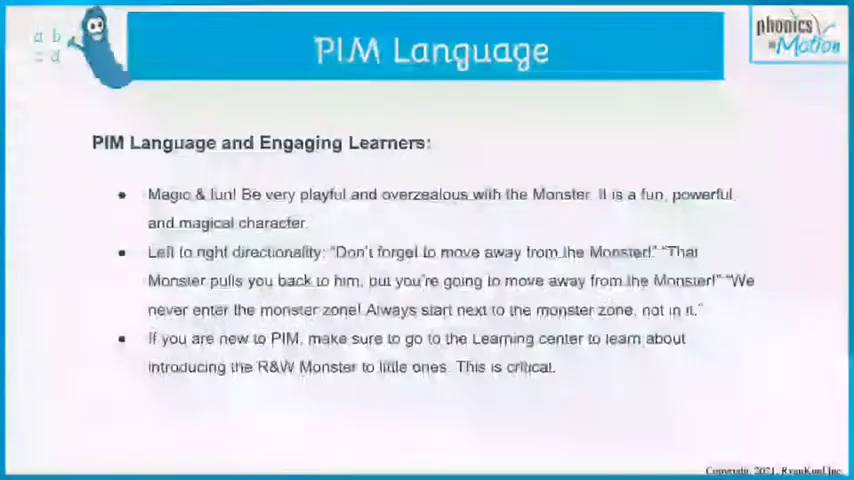 a b
c d
PIM Language
phonics
in Motion
PIM Language and Engaging Learners:
• Magic & fun! Be very playful and overzealous with the Monster. It is a fun, powerful,
and magical character.
• Left to right directionality: “Don’t forget to move away from the Monster!” “That
Monster pulls you back to him, but you’re going to move away from the Monster!” “We
never enter the monster zone! Always start next to the monster zone, not in it.”
• If you are new to PIM, make sure to go to the Learning center to learn about
introducing the R&W Monster to little ones. This is critical.
Copyright, 2021, RyanKunl Inc.